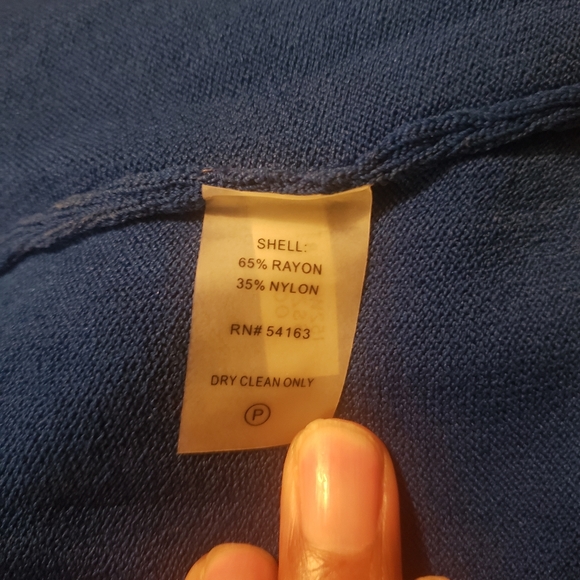 SHELL:
65% RAYON
35% NYLON
RN# 54163
DRY CLEAN ONLY
P